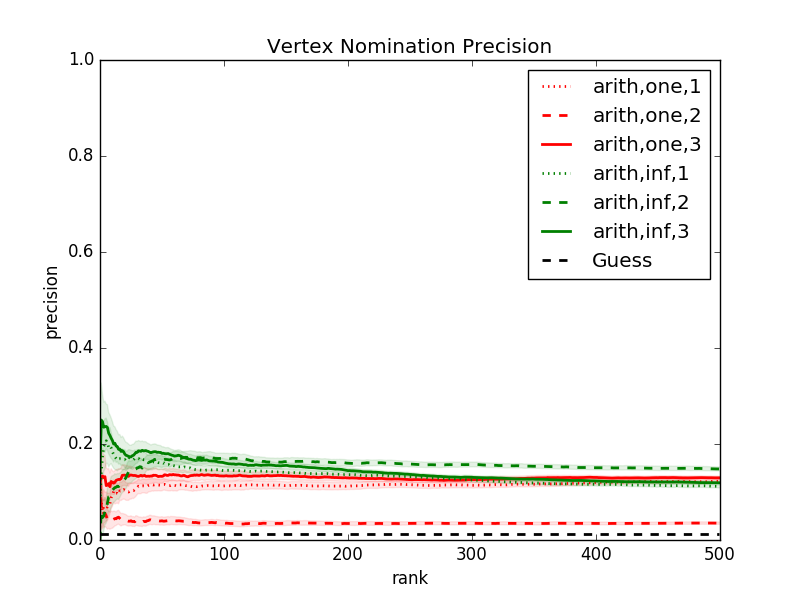 Vertex Nomination Precision
1.0
0.8
0.6
0.4
0.2
0.0
precision
arith,one,1
arith,one,2
arith,one,3
arith,inf,1
arith,inf,2
arith,inf,3
Guess
0 100 200 300 400 500
rank